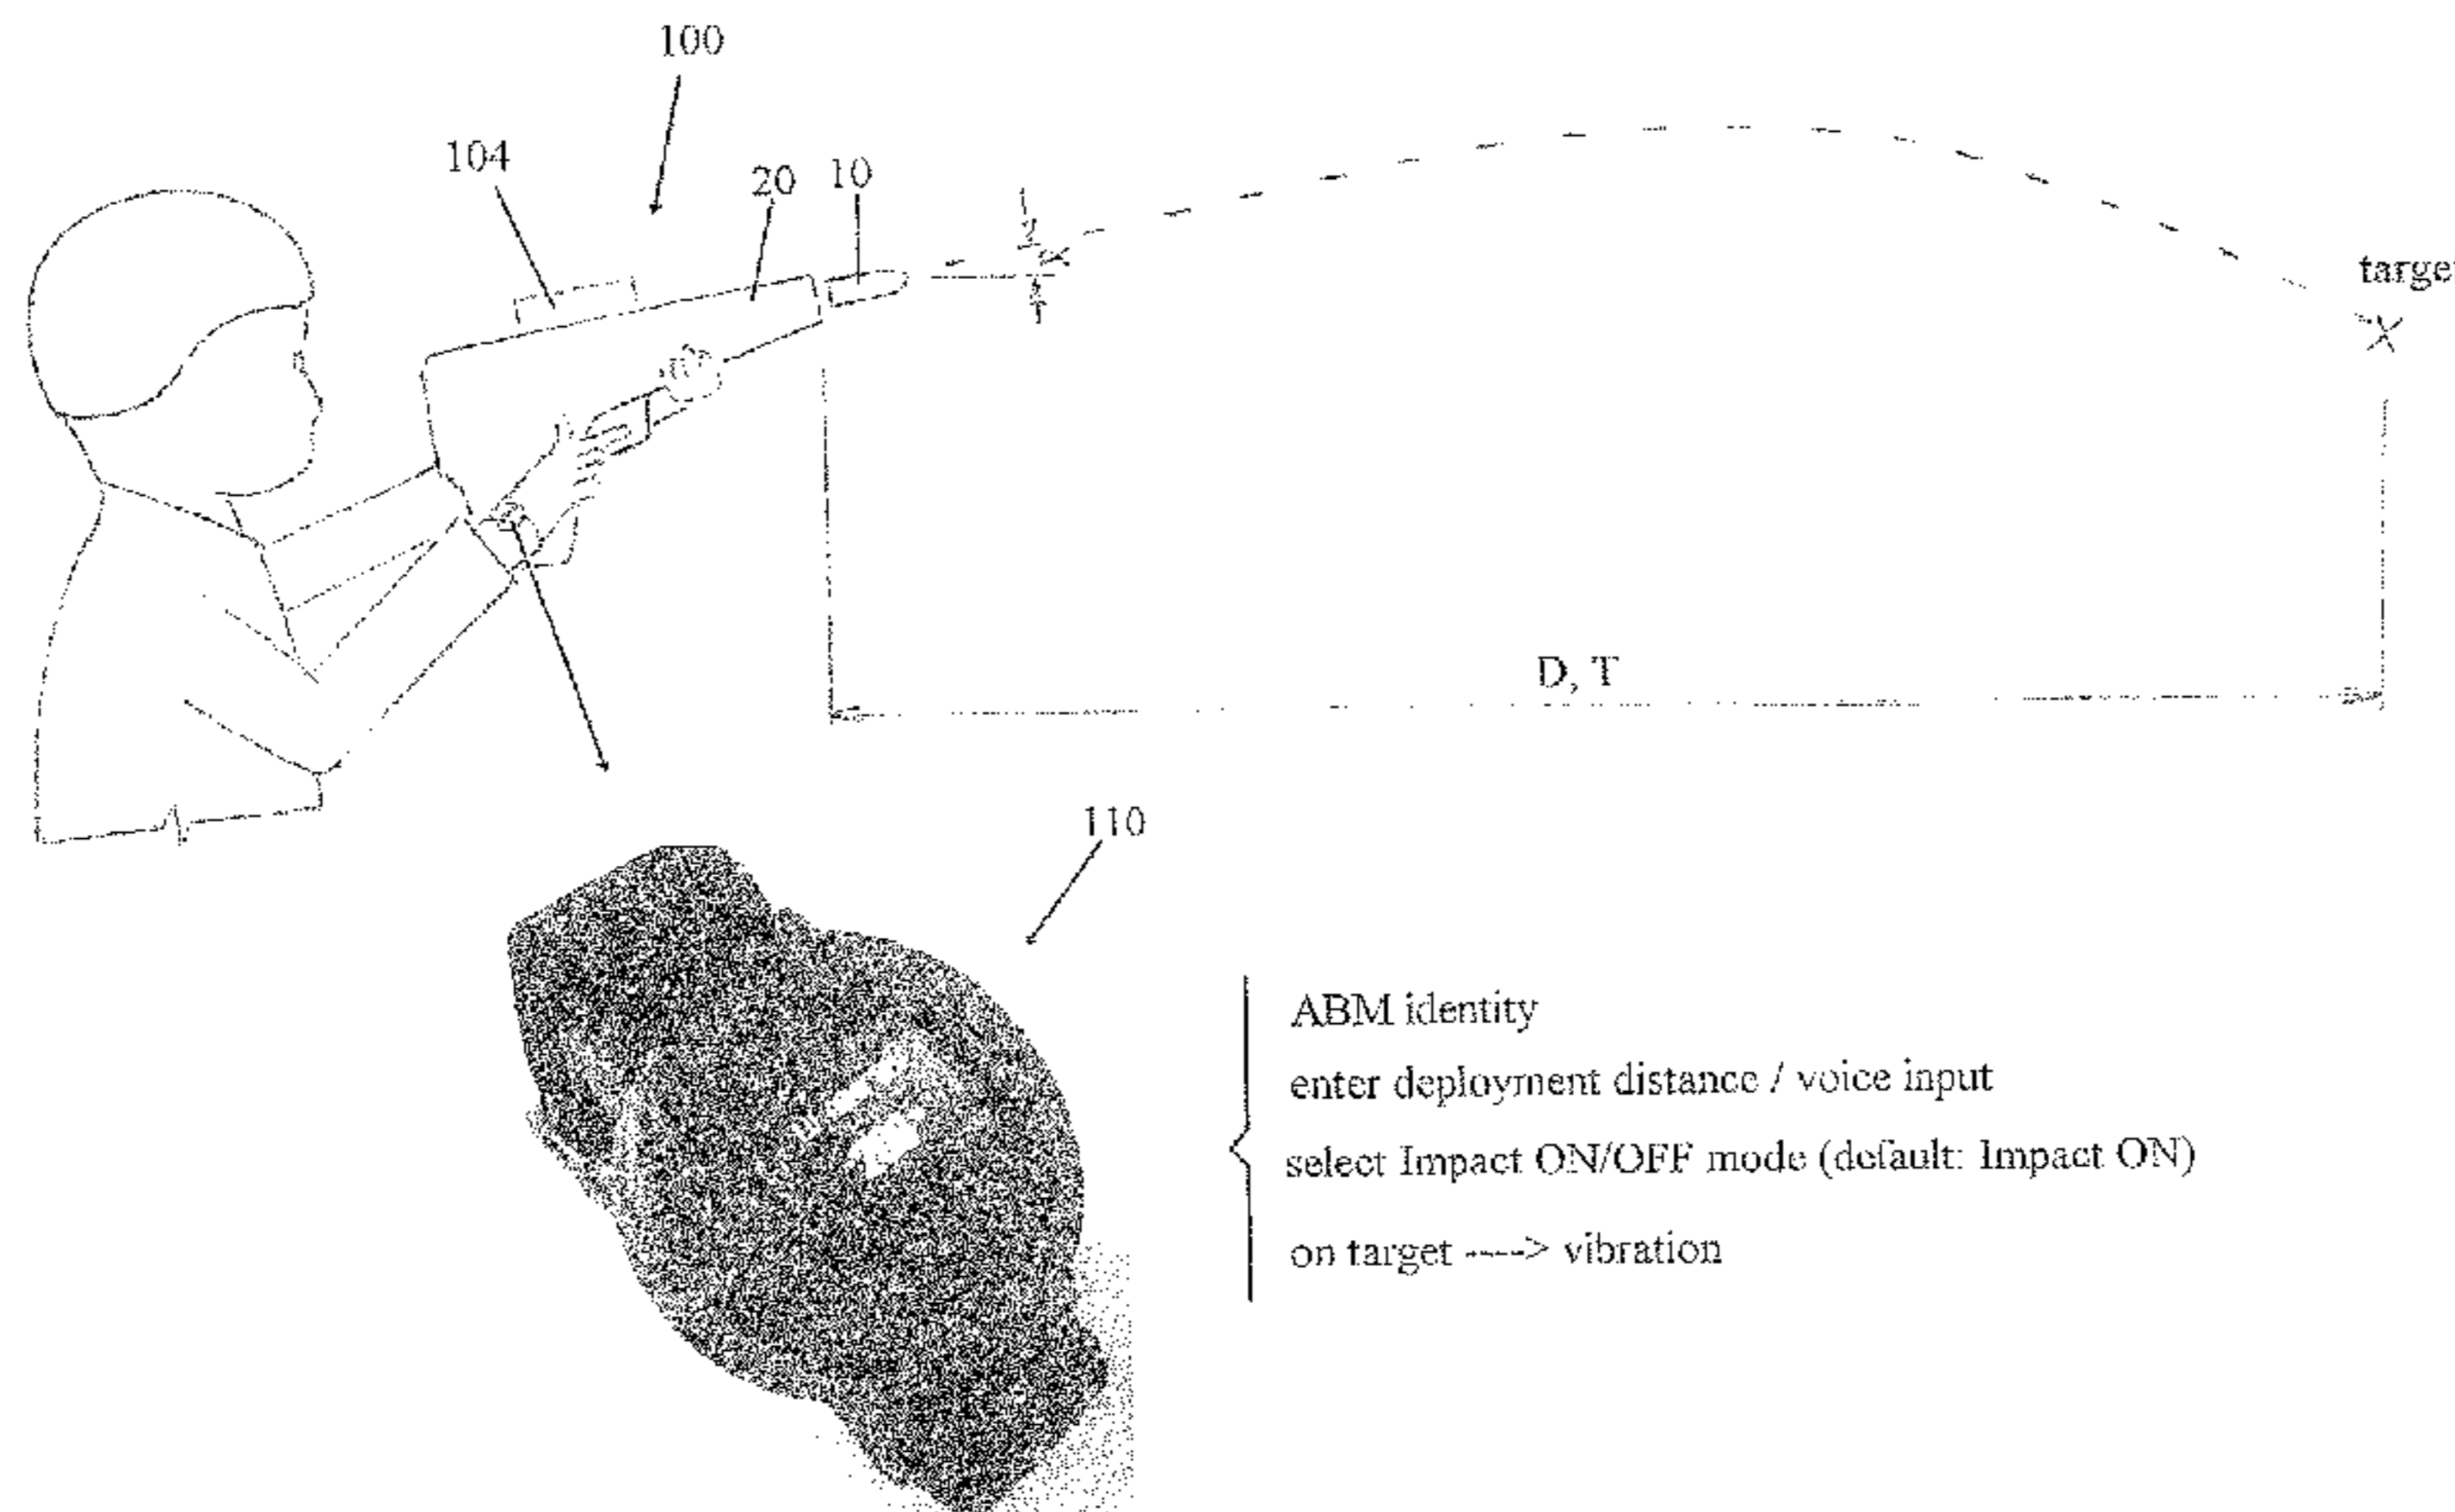 100
104
20
10
α
target
D, T
110
ABM identity
enter deployment distance / voice input
select Impact ON/OFF mode (default: Impact ON)
on target ----> vibration